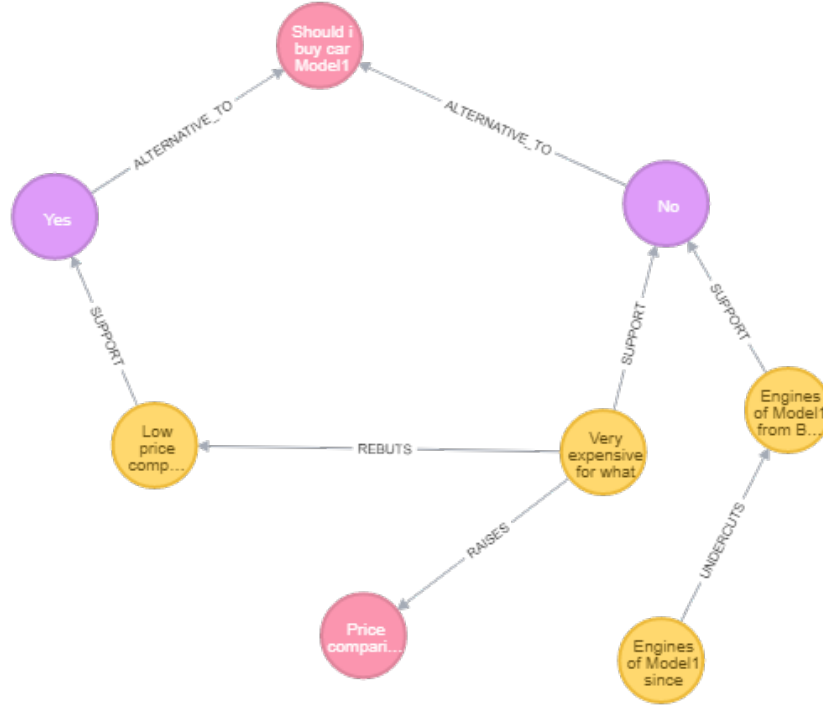 Should i
buy car
Model1
ALTERNATIVE_TO
ALTERNATIVE_TO
Yes
No
SUPPORT
SUPPORT
SUPPORT
Low
price
comp...
REBUTS
Very
expensive
for what
Engines
of Model1
from B...
RAISES
UNDERCUTS
Price
compari...
Engines
of Model1
since